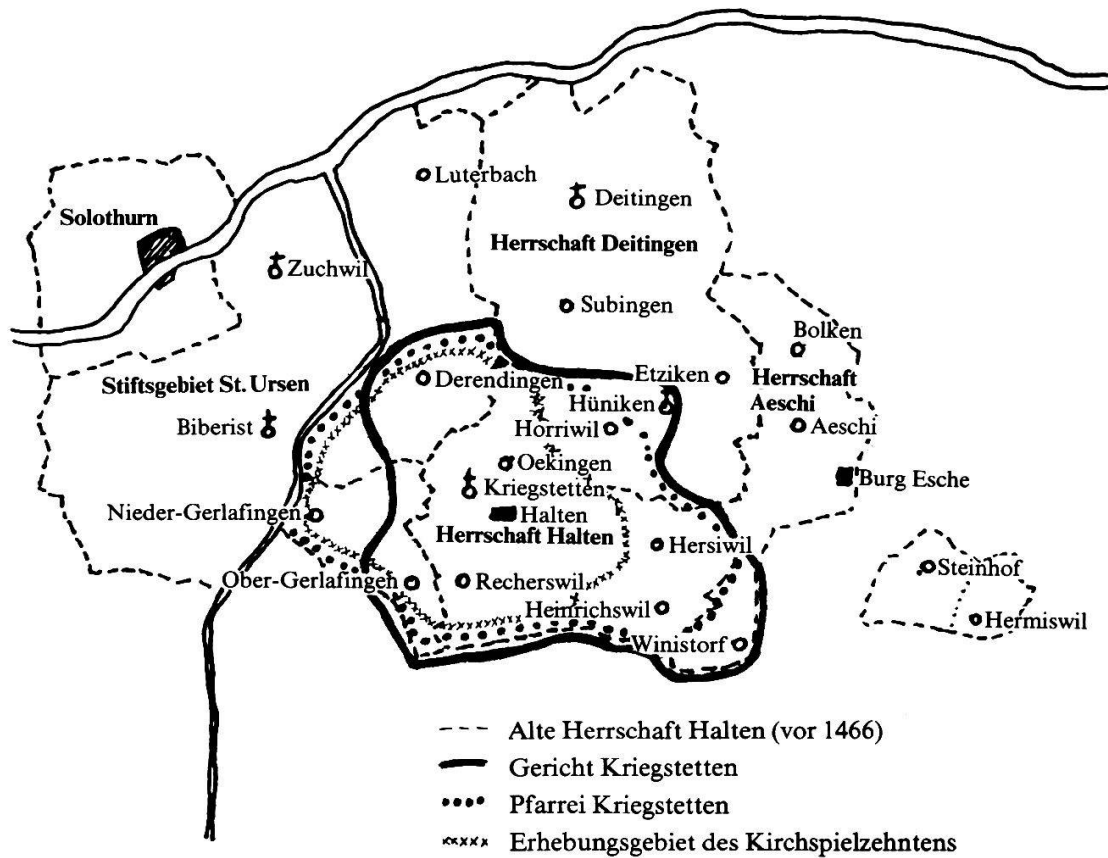 Luterbach
Deitingen
Solothurn
Herrschaft Deitingen
Zuchwil
Subingen
Bolken
Stiftsgebiet St. Ursen
Derendingen
Etziken
Herrschaft
Aeschi
Hüniken
Biberist
Horriwil
Aeschi
Oekingen
Burg Esche
Kriegstetten
Nieder-Gerlafingen
Halten
Herrschaft Halten
Hersiwil
Steinhof
Ober-Gerlafingen
Recherswil
Heinrichswil
Hermiswil
Winistorf
Alte Herrschaft Halten (vor 1466)
Gericht Kriegstetten
Pfarrei Kriegstetten
Erhebungsgebiet des Kirchspielzehntens